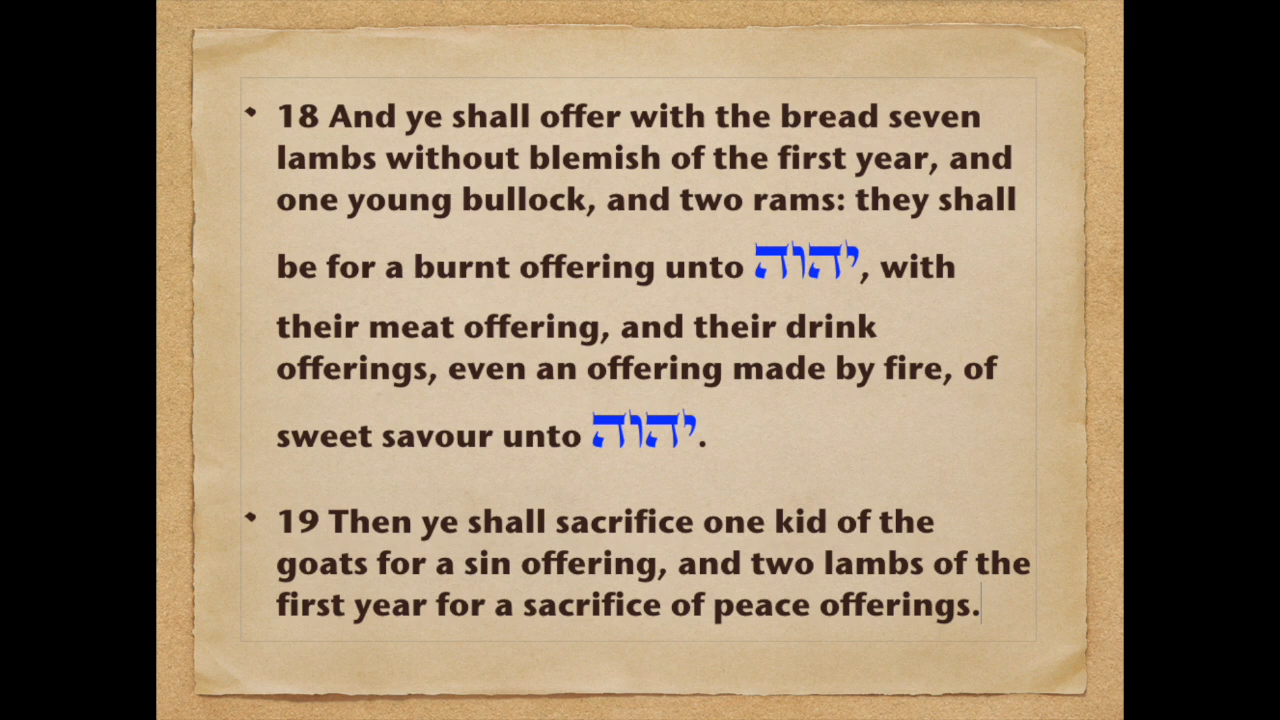 18 And ye shall offer with the bread seven
lambs without blemish of the first year, and
one young bullock, and two rams: they shall
be for a burnt offering unto יהוה, with
their meat offering, and their drink
offerings, even an offering made by fire, of
sweet savour unto יהוה.
19 Then ye shall sacrifice one kid of the
goats for a sin offering, and two lambs of the
first year for a sacrifice of peace offerings.